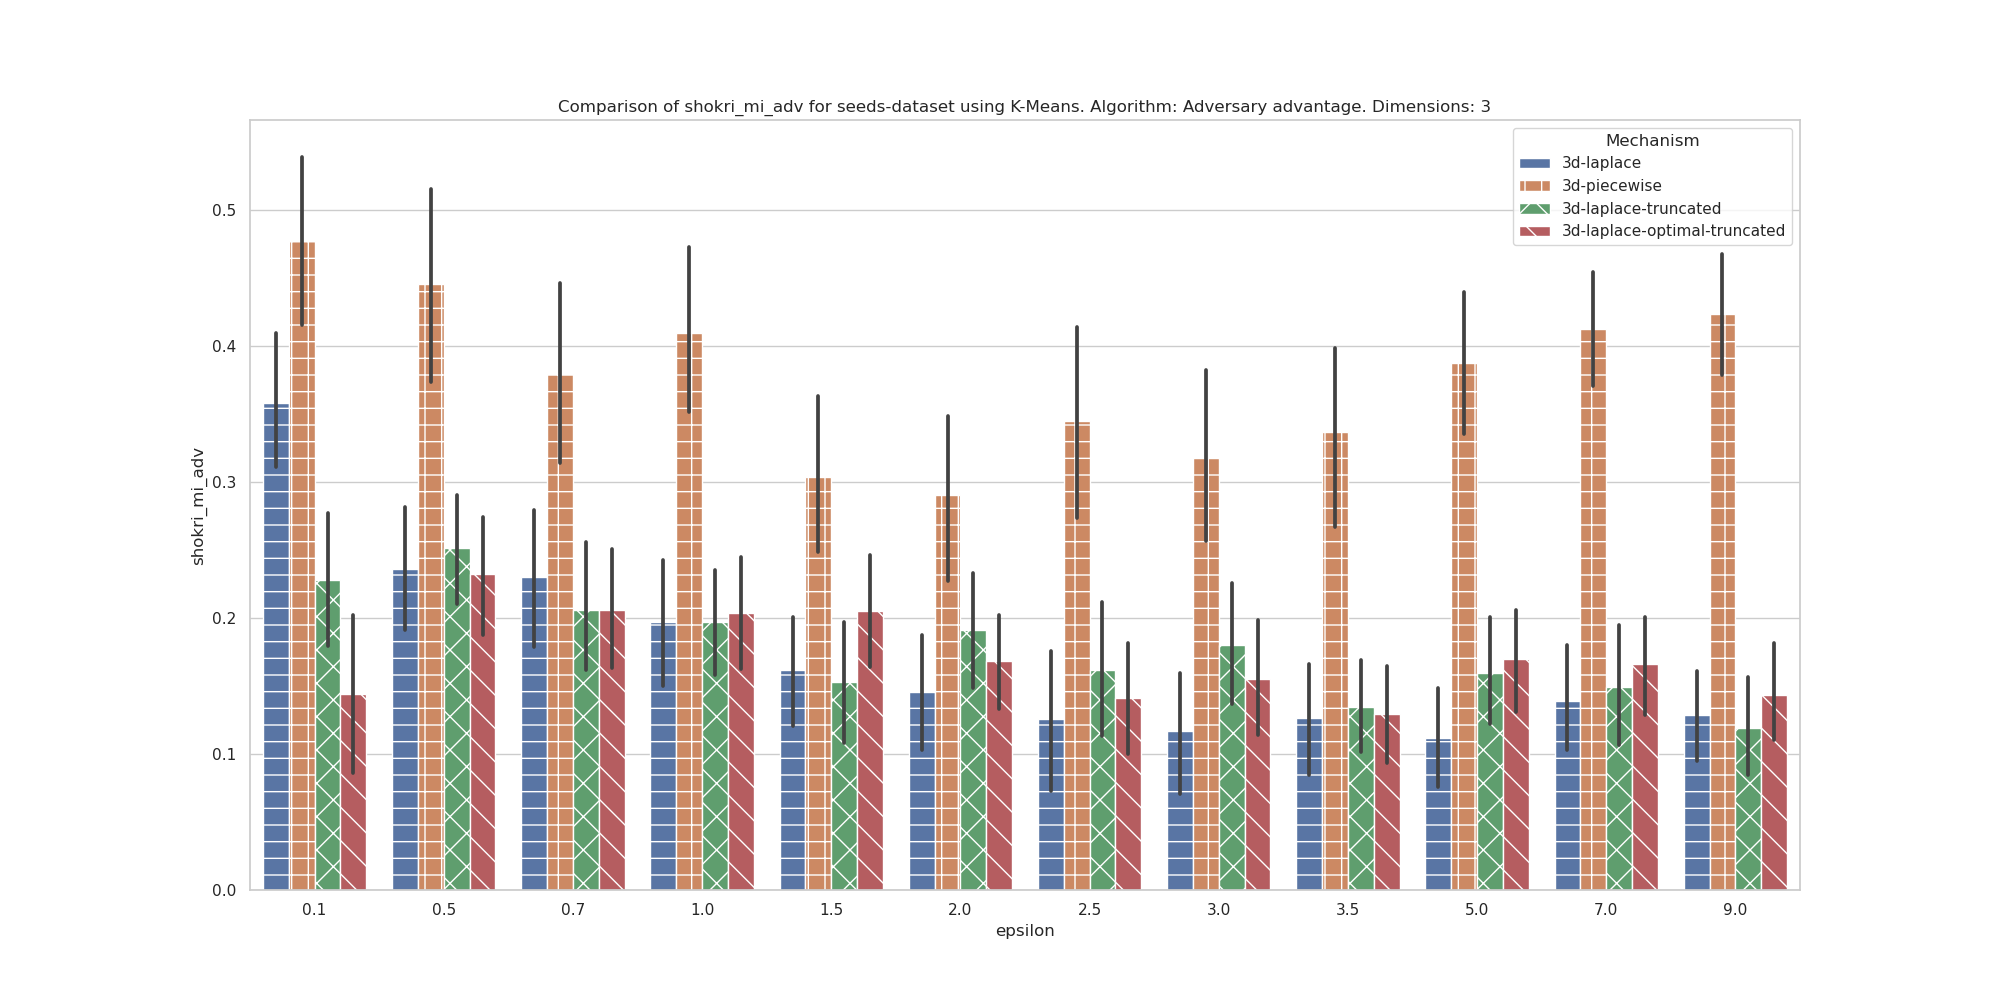 Comparison of shokri_mi_adv for seeds-dataset using K-Means. Algorithm: Adversary advantage. Dimensions: 3
Mechanism
3d-laplace
3d-piecewise
3d-laplace-truncated
3d-laplace-optimal-truncated
shokri_mi_adv
0.5
0.4
0.3
0.2
0.1
0.0
0.1 0.5 0.7 1.0 1.5 2.0 2.5 3.0 3.5 5.0 7.0 9.0
epsilon